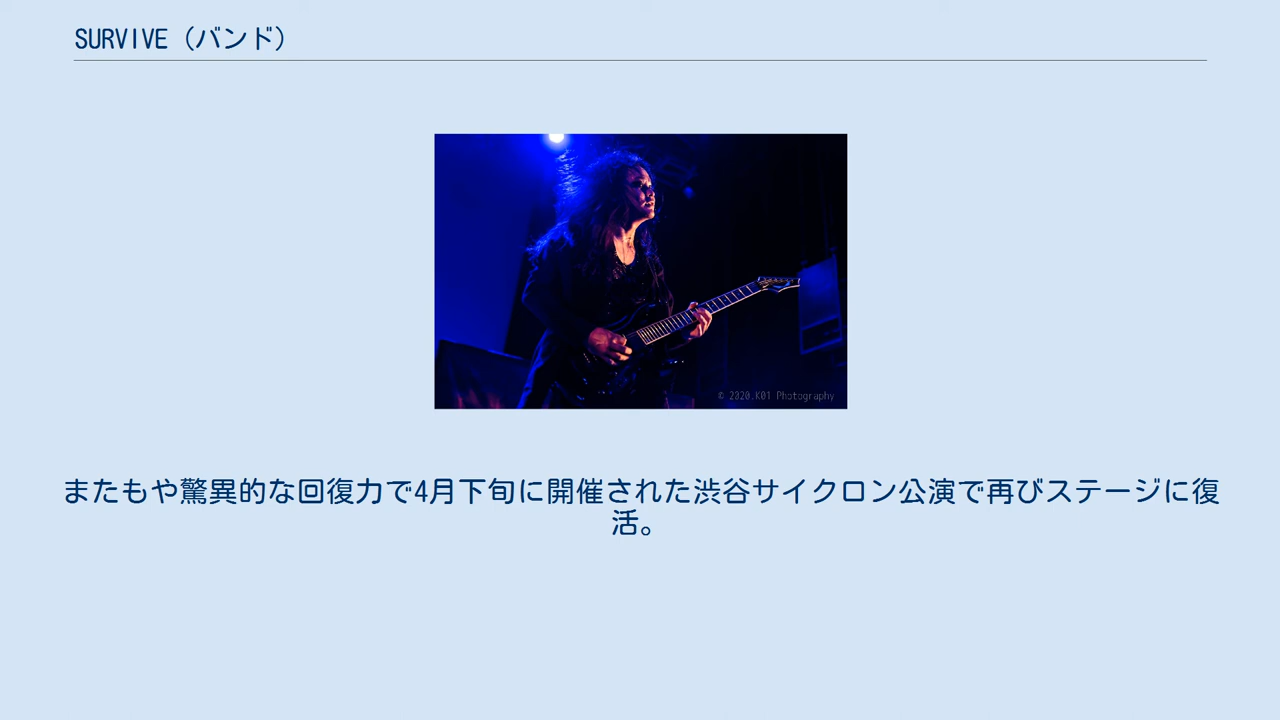 SURVIVE（バンド）
© 2020.K01 Photography
またもや驚異的な回復力で4月下旬に開催された渋谷サイクロン公演で再びステージに復
活。